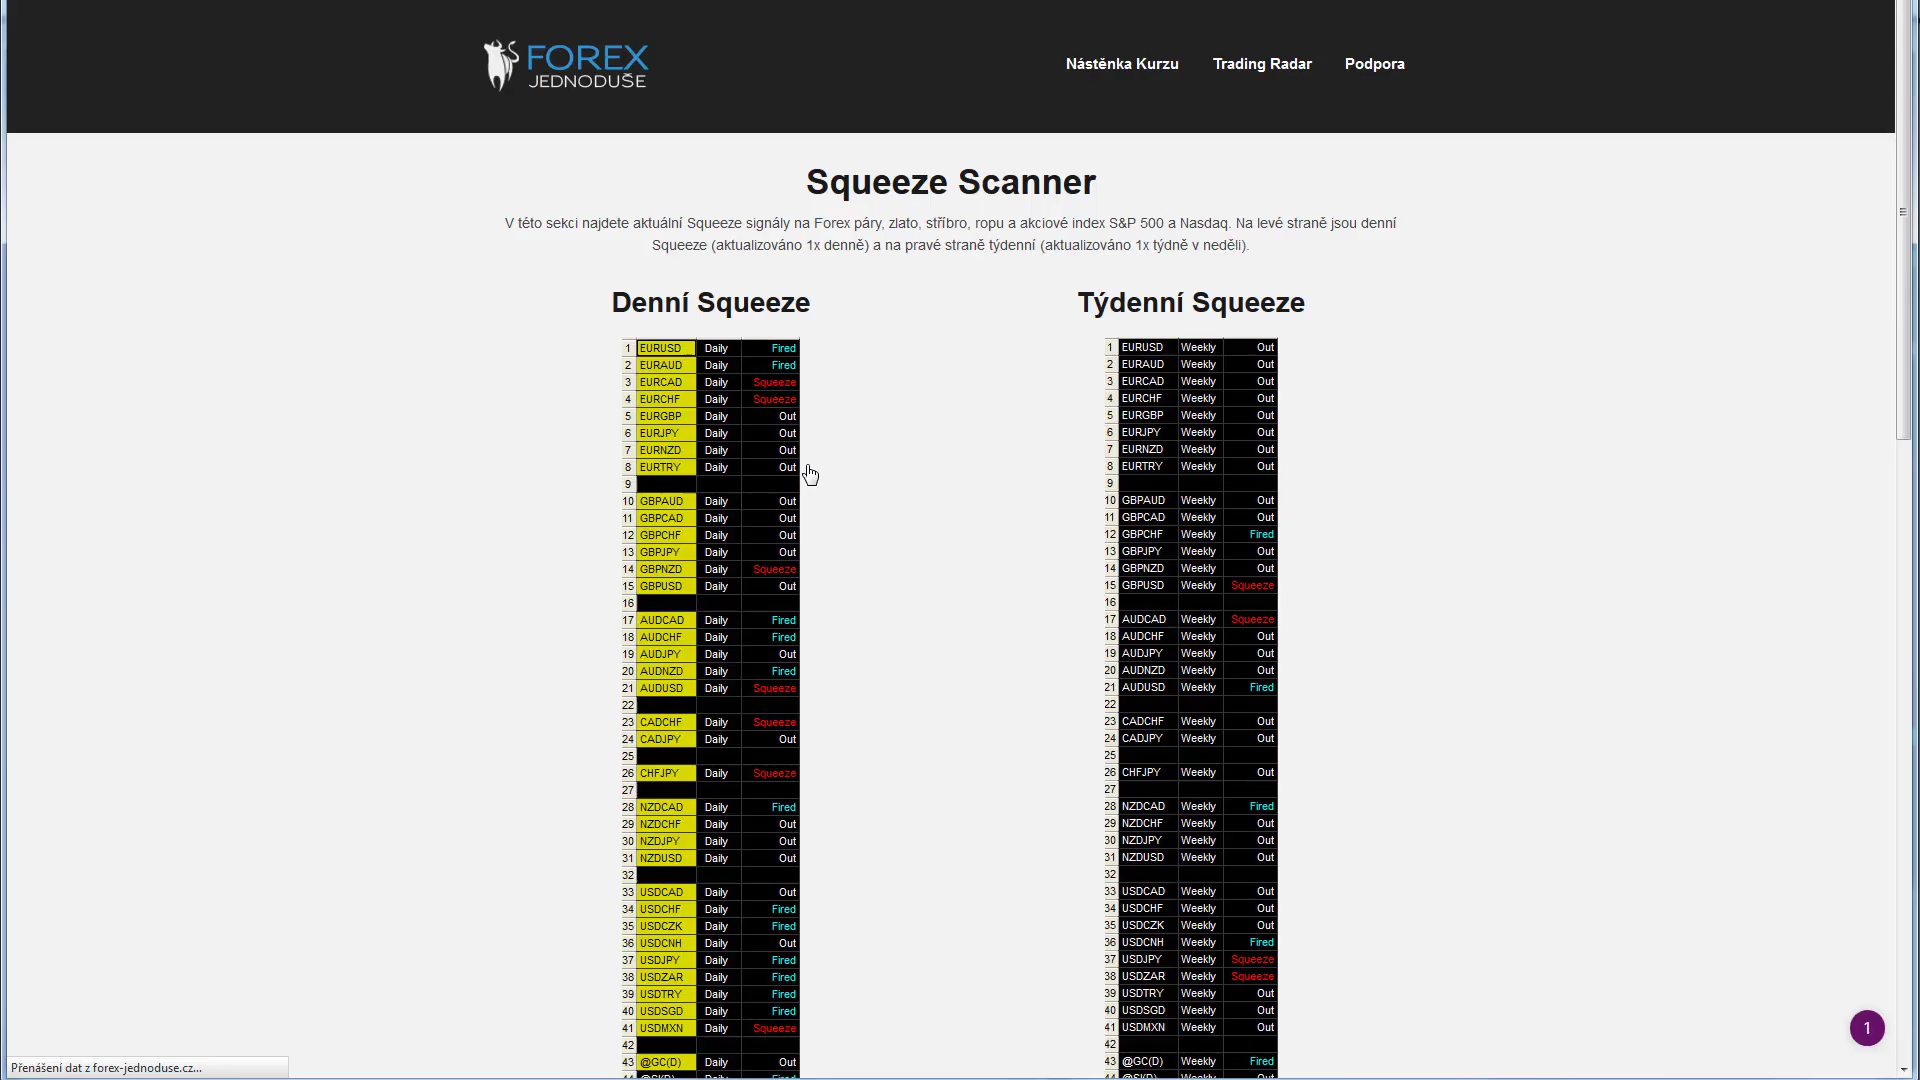 FOREX
JEDNODUŠE
Nástěnka Kurzu Trading Radar Podpora
Squeeze Scanner
V této sekci najdete aktuální Squeeze signály na Forex páry, zlato, stříbro, ropu a akciové index S&P 500 a Nasdaq. Na levé straně jsou denní
Squeeze (aktualizováno 1x denně) a na pravé straně týdenní (aktualizováno 1x týdně v neděli).
Denní Squeeze
1 EURUSD Daily Fired
2 EURAUD Daily Fired
3 EURCAD Daily Squeeze
4 EURCHF Daily Squeeze
5 EURGBP Daily Out
6 EURJPY Daily Out
7 EURNZD Daily Out
8 EURTRY Daily Out
9
10 GBPAUD Daily Out
11 GBPCAD Daily Out
12 GBPCHF Daily Out
13 GBPJPY Daily Out
14 GBPNZD Daily Squeeze
15 GBPUSD Daily Out
16
17 AUDCAD Daily Fired
18 AUDCHF Daily Fired
19 AUDJPY Daily Out
20 AUDNZD Daily Fired
21 AUDUSD Daily Squeeze
22
23 CADCHF Daily Squeeze
24 CADJPY Daily Out
25
26 CHFJPY Daily Squeeze
27
28 NZDCAD Daily Fired
29 NZDCHF Daily Out
30 NZDJPY Daily Out
31 NZDUSD Daily Out
32
33 USDCAD Daily Out
34 USDCHF Daily Fired
35 USDCZK Daily Fired
36 USDCNH Daily Out
37 USDJPY Daily Fired
38 USDZAR Daily Fired
39 USDTRY Daily Fired
40 USDSGD Daily Fired
41 USDMXN Daily Squeeze
42
43 @GC(D) Daily Out
Týdenní Squeeze
1 EURUSD Weekly Out
2 EURAUD Weekly Out
3 EURCAD Weekly Out
4 EURCHF Weekly Out
5 EURGBP Weekly Out
6 EURJPY Weekly Out
7 EURNZD Weekly Out
8 EURTRY Weekly Out
9
10 GBPAUD Weekly Out
11 GBPCAD Weekly Out
12 GBPCHF Weekly Fired
13 GBPJPY Weekly Out
14 GBPNZD Weekly Out
15 GBPUSD Weekly Squeeze
16
17 AUDCAD Weekly Squeeze
18 AUDCHF Weekly Out
19 AUDJPY Weekly Out
20 AUDNZD Weekly Out
21 AUDUSD Weekly Fired
22
23 CADCHF Weekly Out
24 CADJPY Weekly Out
25
26 CHFJPY Weekly Out
27
28 NZDCAD Weekly Fired
29 NZDCHF Weekly Out
30 NZDJPY Weekly Out
31 NZDUSD Weekly Out
32
33 USDCAD Weekly Out
34 USDCHF Weekly Out
35 USDCZK Weekly Out
36 USDCNH Weekly Fired
37 USDJPY Weekly Squeeze
38 USDZAR Weekly Squeeze
39 USDTRY Weekly Out
40 USDSGD Weekly Out
41 USDMXN Weekly Out
42
43 @GC(D) Weekly Fired
1
Přenášení dat z forex-jednoduse.cz...